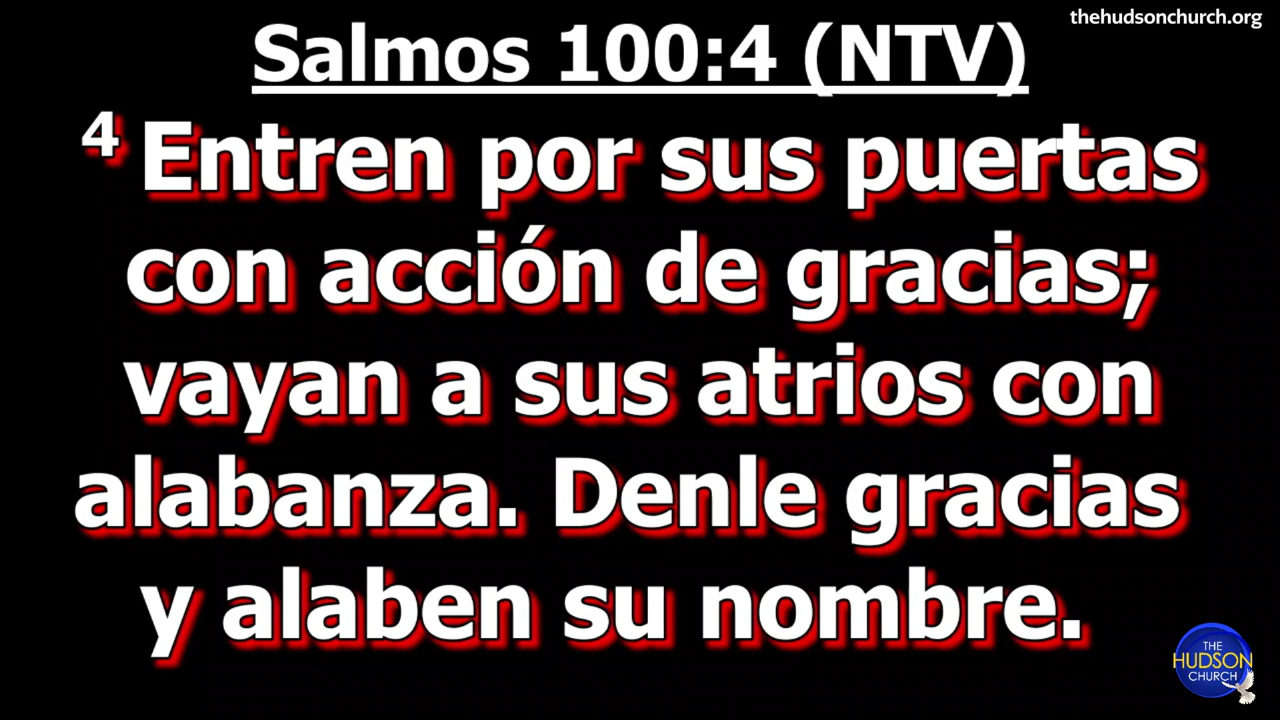 thehudsonchurch.org
Salmos 100:4 (NTV)
4 Entren por sus puertas
con acción de gracias;
vayan a sus atrios con
alabanza. Denle gracias
y alaben su nombre.
THE
HUDSON
CHURCH